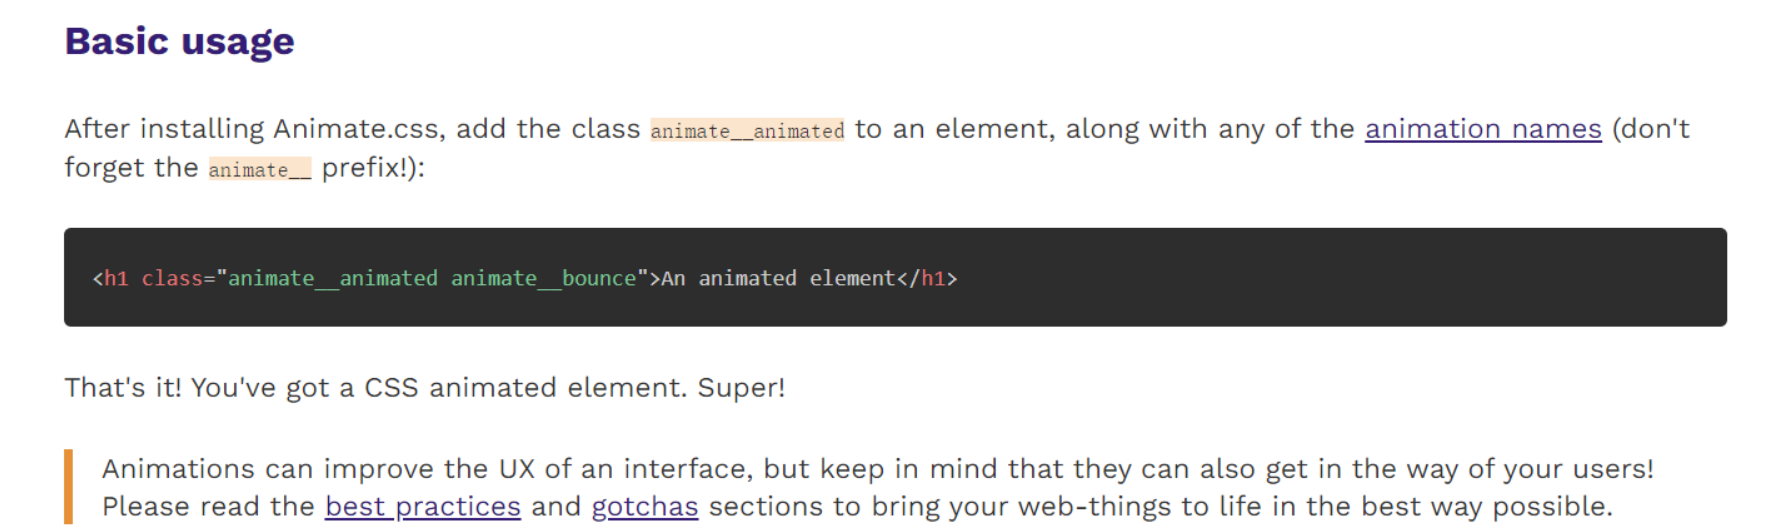 Basic usage
After installing Animate.css, add the class animate__animated to an element, along with any of the animation names (don't
forget the animate__ prefix!):
<h1 class="animate__animated animate__bounce">An animated element</h1>
That's it! You've got a CSS animated element. Super!
Animations can improve the UX of an interface, but keep in mind that they can also get in the way of your users!
Please read the best practices and gotchas sections to bring your web-things to life in the best way possible.